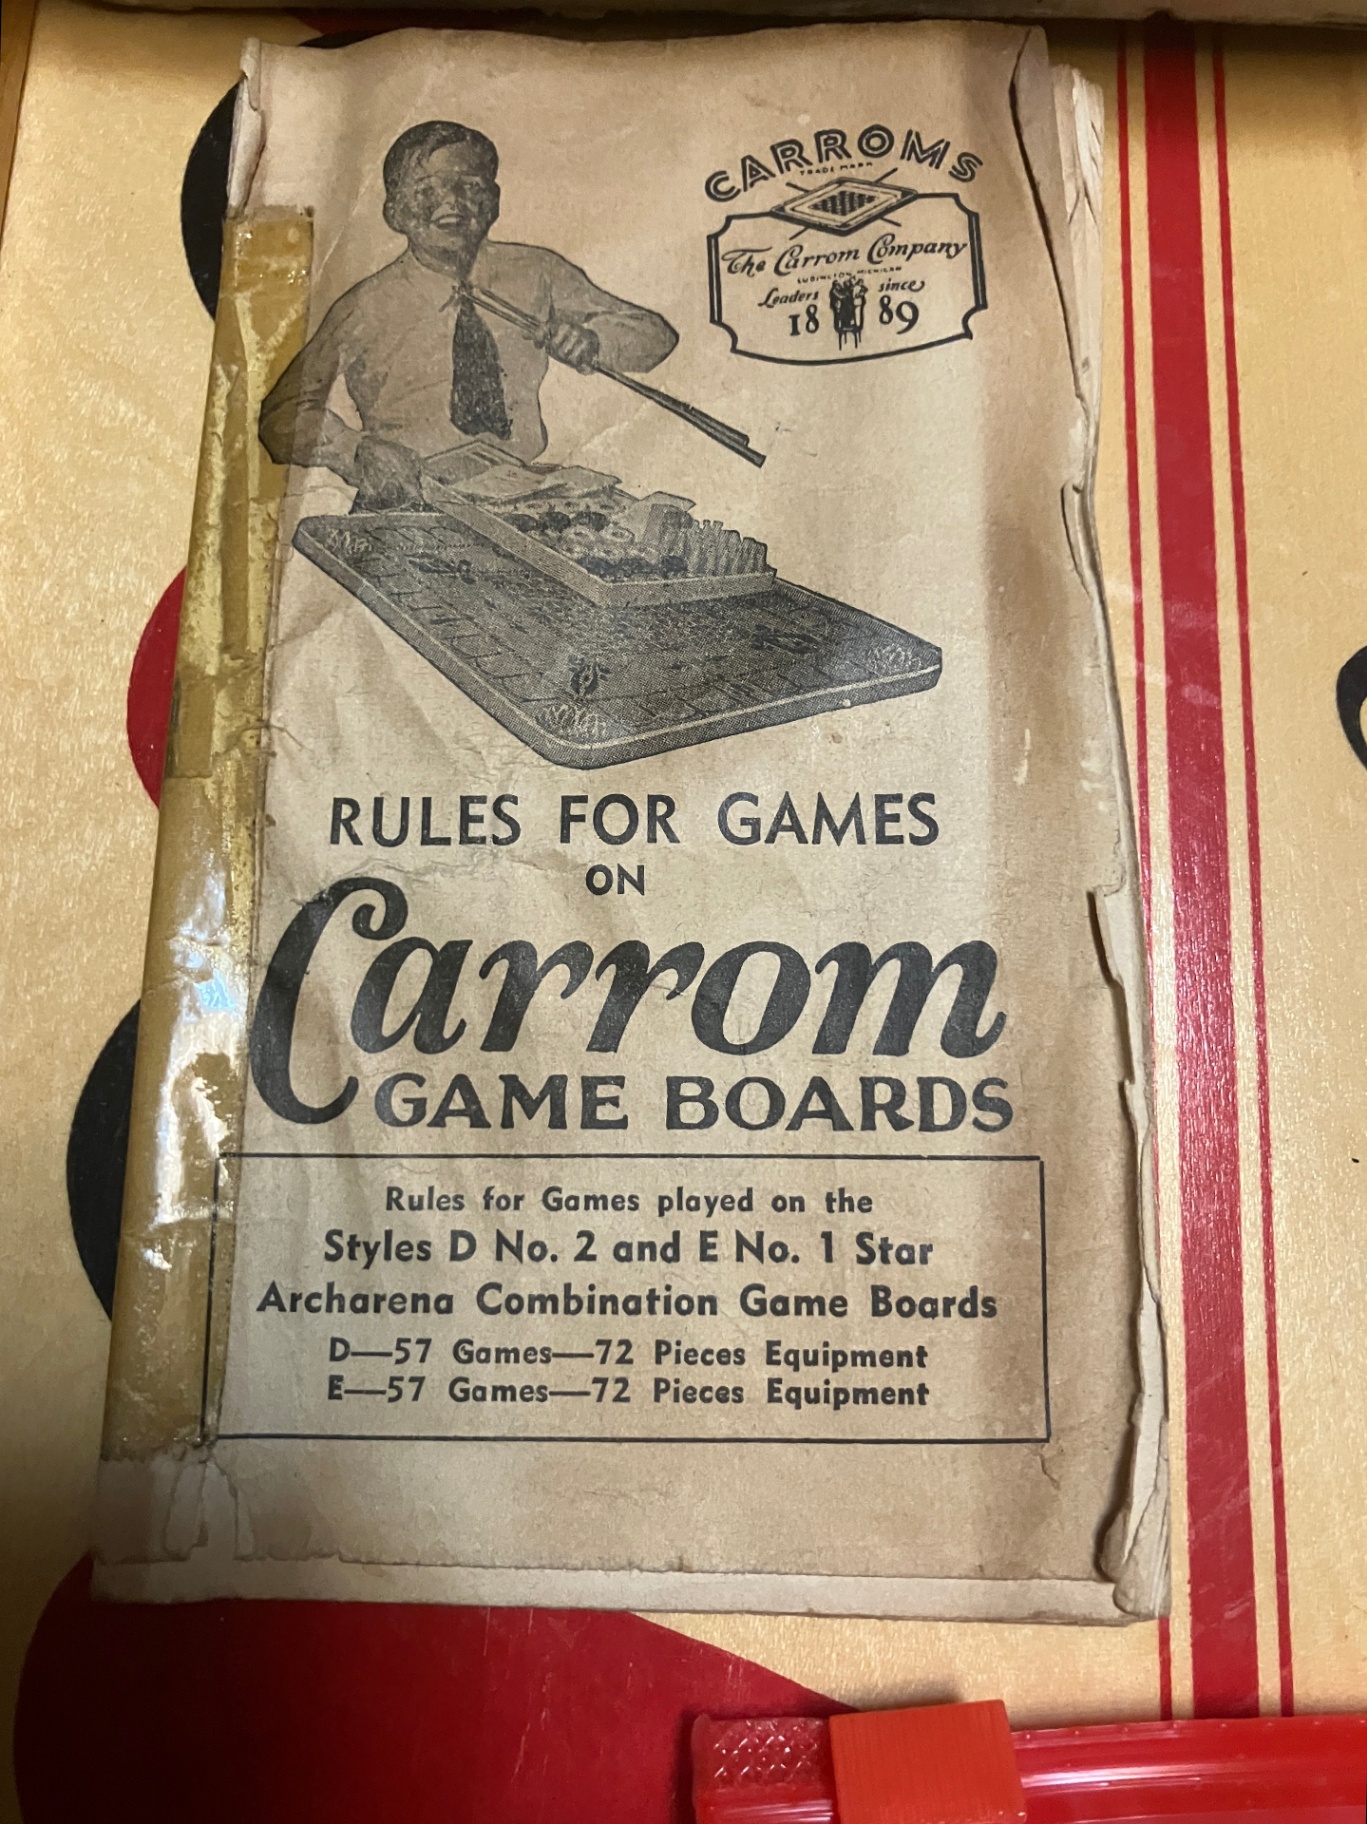 CARROMS
TRADE MARK
The Carrom Company
LUDINGTON, MICHIGAN
Leaders since
1889
RULES FOR GAMES
ON
Carrom
GAME BOARDS
Rules for Games played on the
Styles D No. 2 and E No. 1 Star
Archarena Combination Game Boards
D—57 Games—72 Pieces Equipment
E—57 Games—72 Pieces Equipment